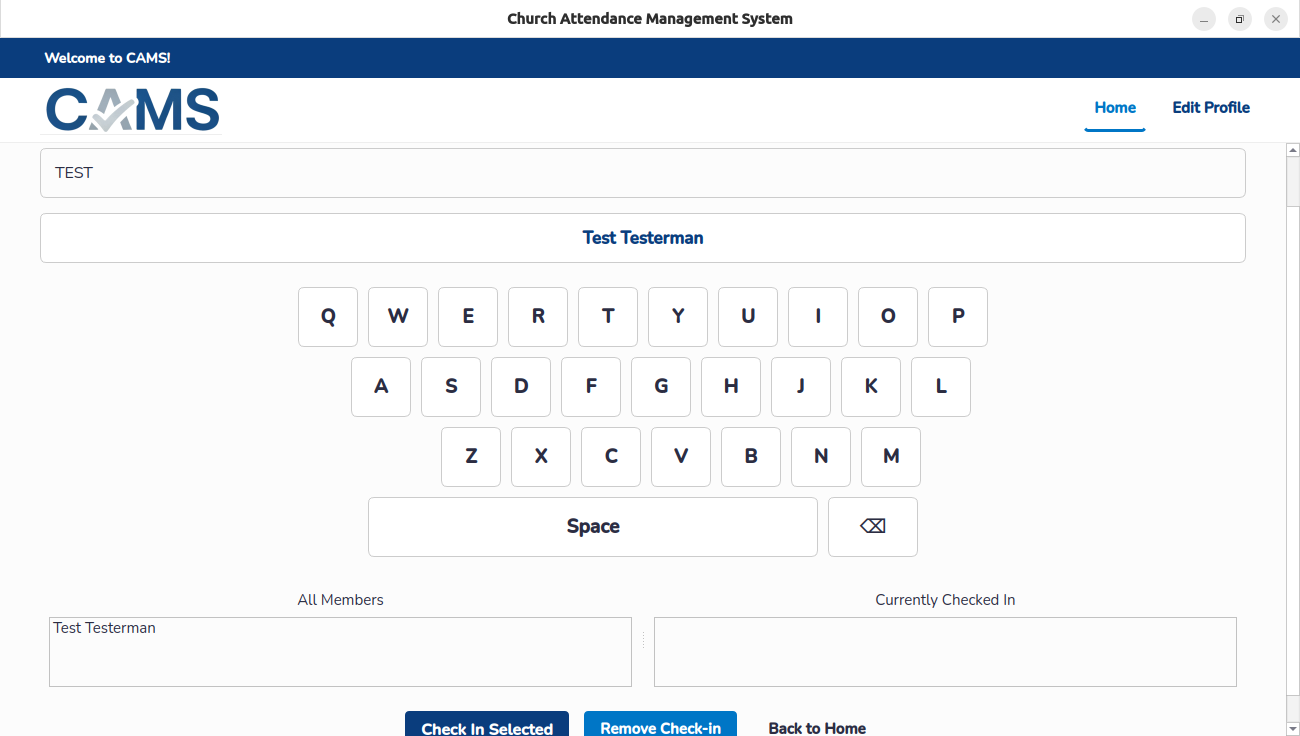 Church Attendance Management System
Welcome to CAMS!
CAMS
Home Edit Profile
TEST
Test Testerman
Q W E R T Y U I O P
A S D F G H J K L
Z X C V B N M
Space ⌫
All Members Currently Checked In
Test Testerman
Check In Selected Remove Check-in Back to Home